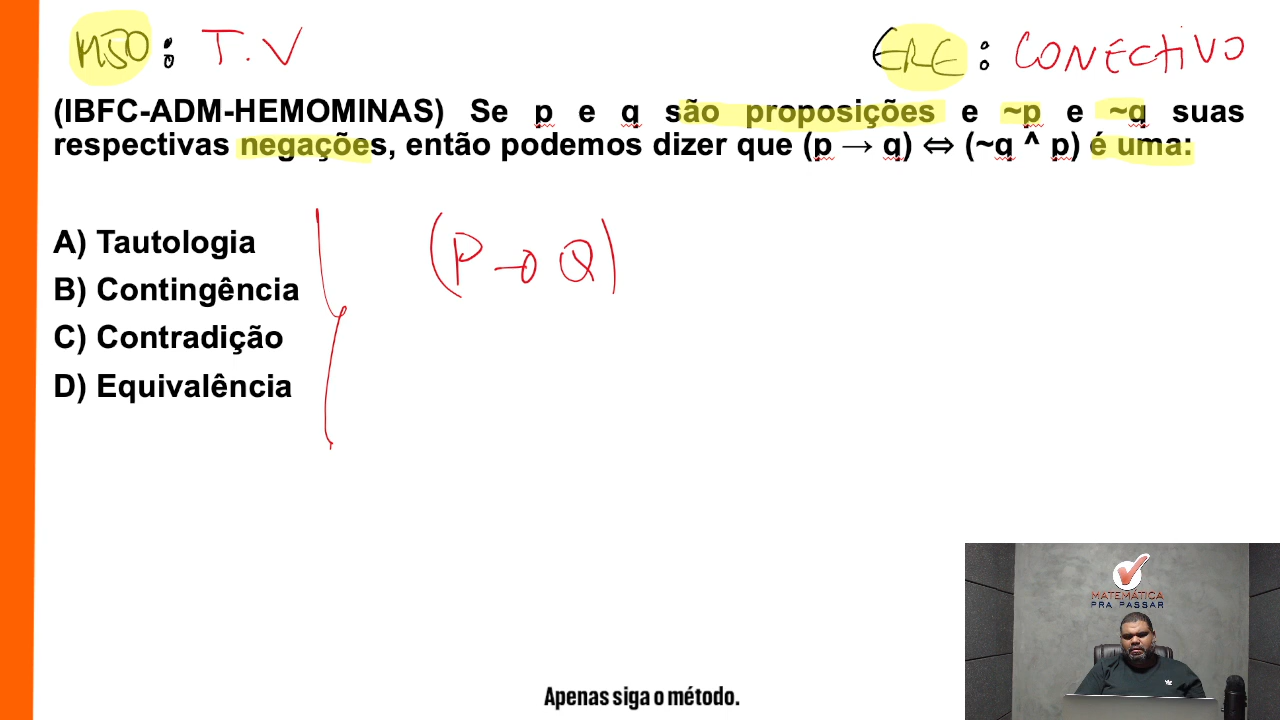 MSO : T.V
ERE : CONECTIVO
(IBFC-ADM-HEMOMINAS) Se p e q são proposições e ~p e ~q suas
respectivas negações, então podemos dizer que (p → q) ⇔ (~q ^ p) é uma:
A) Tautologia
B) Contingência
C) Contradição
D) Equivalência
(P → Q)
MATEMÁTICA
PRA PASSAR
Apenas siga o método.